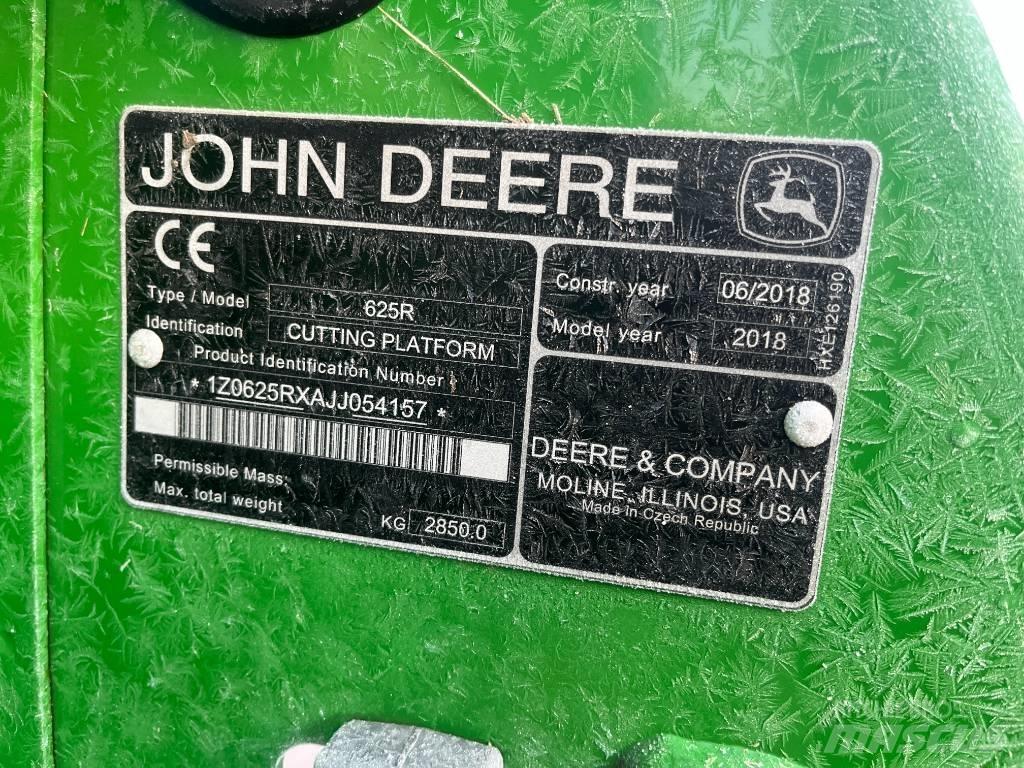 JOHN DEERE
CE
Type / Model 625R
Identification CUTTING PLATFORM
Product Identification Number
* 1Z0625RXAJJ054157 *
Permissible Mass:
Max. total weight
KG 2850.0
Constr. year 06/2018
Model year 2018
HXE126190
DEERE & COMPANY
MOLINE, ILLINOIS, USA
Made in Czech Republic